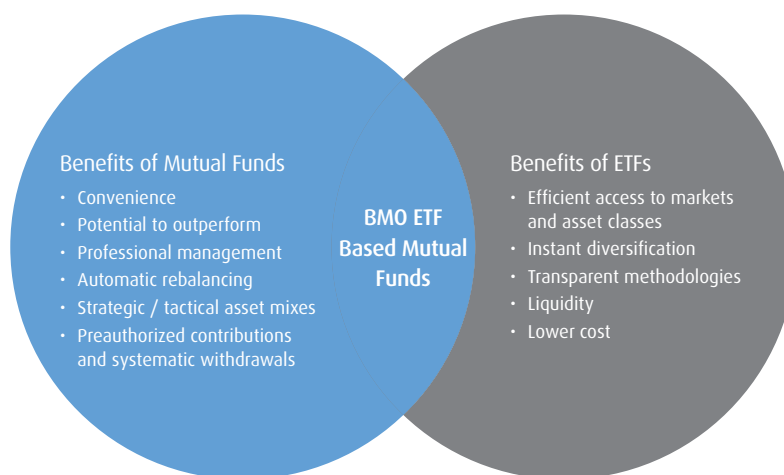 Benefits of Mutual Funds
• Convenience
• Potential to outperform
• Professional management
• Automatic rebalancing
• Strategic / tactical asset mixes
• Preauthorized contributions
and systematic withdrawals
BMO ETF
Based Mutual
Funds
Benefits of ETFs
• Efficient access to markets
and asset classes
• Instant diversification
• Transparent methodologies
• Liquidity
• Lower cost